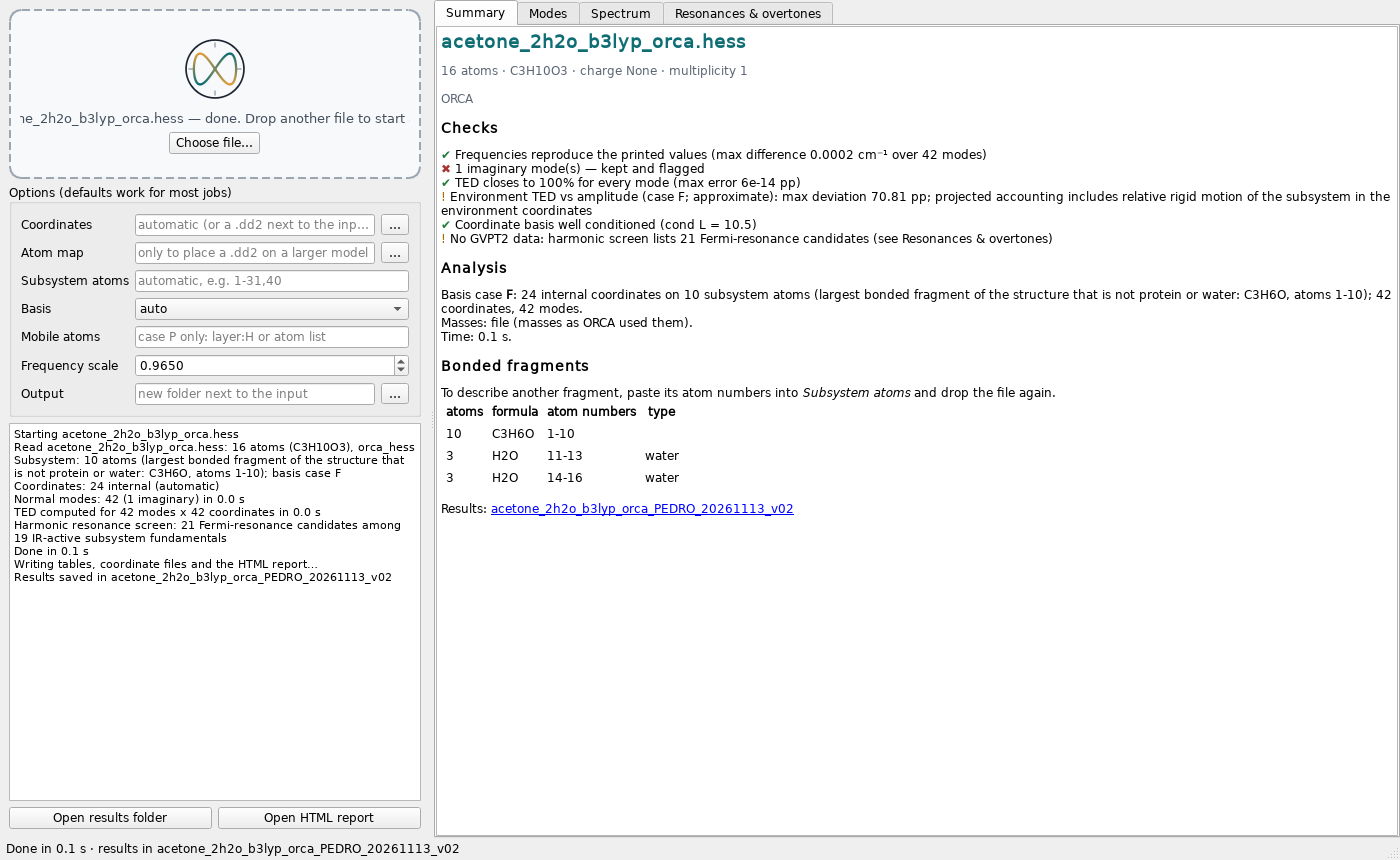 ne_2h2o_b3lyp_orca.hess — done. Drop another file to start
Choose file...
Options (defaults work for most jobs)
Coordinates
automatic (or a .dd2 next to the inp...
...
Atom map
only to place a .dd2 on a larger model
...
Subsystem atoms
automatic, e.g. 1-31,40
Basis
auto
Mobile atoms
case P only: layer:H or atom list
Frequency scale
0.9650
Output
new folder next to the input
...
Starting acetone_2h2o_b3lyp_orca.hess
Read acetone_2h2o_b3lyp_orca.hess: 16 atoms (C3H10O3), orca_hess
Subsystem: 10 atoms (largest bonded fragment of the structure that
is not protein or water: C3H6O, atoms 1-10); basis case F
Coordinates: 24 internal (automatic)
Normal modes: 42 (1 imaginary) in 0.0 s
TED computed for 42 modes x 42 coordinates in 0.0 s
Harmonic resonance screen: 21 Fermi-resonance candidates among
19 IR-active subsystem fundamentals
Done in 0.1 s
Writing tables, coordinate files and the HTML report...
Results saved in acetone_2h2o_b3lyp_orca_PEDRO_20261113_v02
Open results folder
Open HTML report
Done in 0.1 s · results in acetone_2h2o_b3lyp_orca_PEDRO_20261113_v02
Summary
Modes
Spectrum
Resonances & overtones
acetone_2h2o_b3lyp_orca.hess
16 atoms · C3H10O3 · charge None · multiplicity 1
ORCA
Checks
✔ Frequencies reproduce the printed values (max difference 0.0002 cm⁻¹ over 42 modes)
✖ 1 imaginary mode(s) — kept and flagged
✔ TED closes to 100% for every mode (max error 6e-14 pp)
! Environment TED vs amplitude (case F; approximate): max deviation 70.81 pp; projected accounting includes relative rigid motion of the subsystem in the
environment coordinates
✔ Coordinate basis well conditioned (cond L = 10.5)
! No GVPT2 data: harmonic screen lists 21 Fermi-resonance candidates (see Resonances & overtones)
Analysis
Basis case F: 24 internal coordinates on 10 subsystem atoms (largest bonded fragment of the structure that is not protein or water: C3H6O, atoms 1-10); 42
coordinates, 42 modes.
Masses: file (masses as ORCA used them).
Time: 0.1 s.
Bonded fragments
To describe another fragment, paste its atom numbers into Subsystem atoms and drop the file again.
atoms formula atom numbers type
10 C3H6O 1-10
3 H2O 11-13 water
3 H2O 14-16 water
Results: acetone_2h2o_b3lyp_orca_PEDRO_20261113_v02